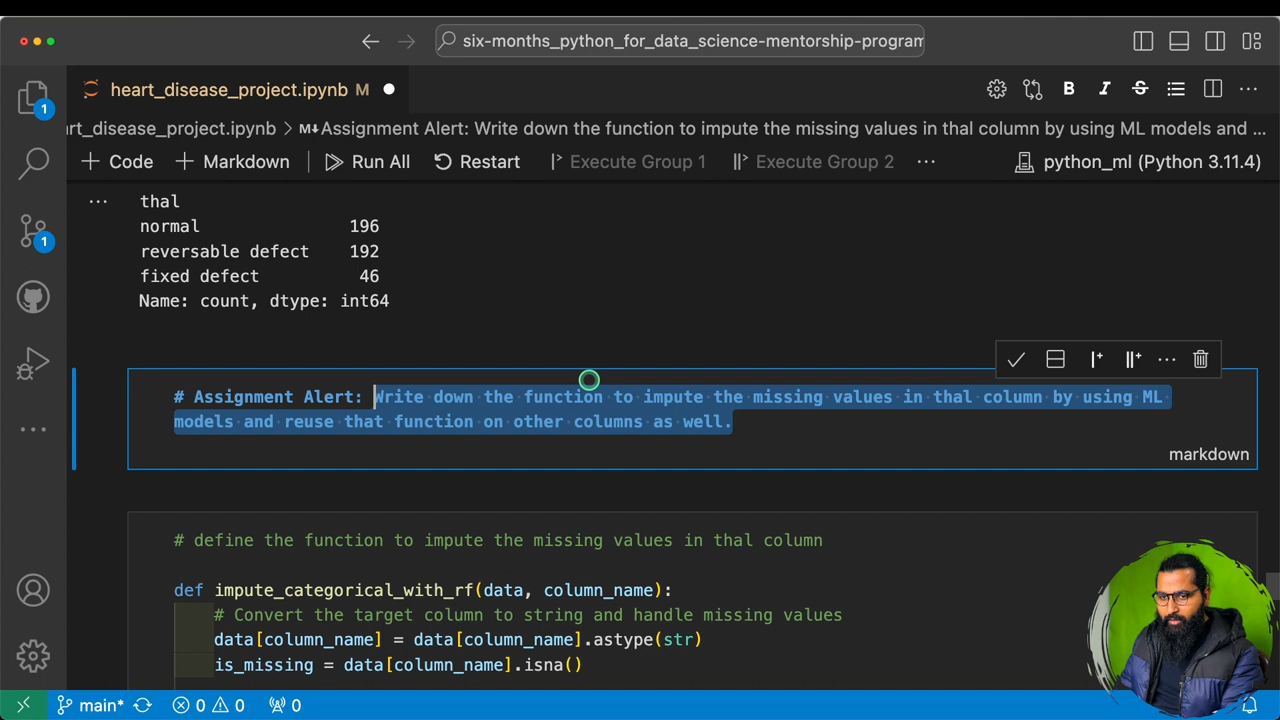 six-months_python_for_data_science-mentorship-program
heart_disease_project.ipynb M
rt_disease_project.ipynb > M↓Assignment Alert: Write down the function to impute the missing values in thal column by using ML models and ...
+ Code + Markdown | Run All Restart Execute Group 1 Execute Group 2 ... python_ml (Python 3.11.4)
1
... thal
normal 196
1
reversable defect 192
fixed defect 46
Name: count, dtype: int64
# Assignment Alert: Write down the function to impute the missing values in thal column by using ML
models and reuse that function on other columns as well.
markdown
# define the function to impute the missing values in thal column
def impute_categorical_with_rf(data, column_name):
# Convert the target column to string and handle missing values
data[column_name] = data[column_name].astype(str)
is_missing = data[column_name].isna()
main* 0 0 0